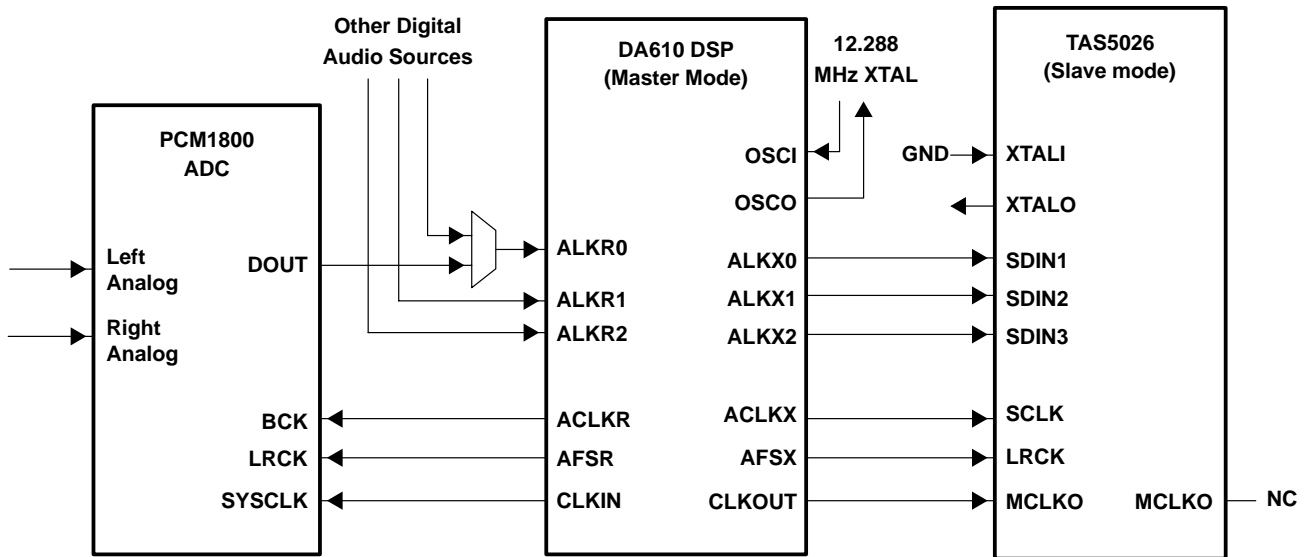 Other Digital
Audio Sources
PCM1800
ADC
Left
Analog
Right
Analog
DOUT
BCK
LRCK
SYSCLK
DA610 DSP
(Master Mode)
OSCI
OSCO
ALKR0
ALKR1
ALKR2
ALKX0
ALKX1
ALKX2
ACLKR
AFSR
CLKIN
ACLKX
AFSX
CLKOUT
12.288
MHz XTAL
TAS5026
(Slave mode)
GND
XTALI
XTALO
SDIN1
SDIN2
SDIN3
SCLK
LRCK
MCLKO
MCLKO
NC